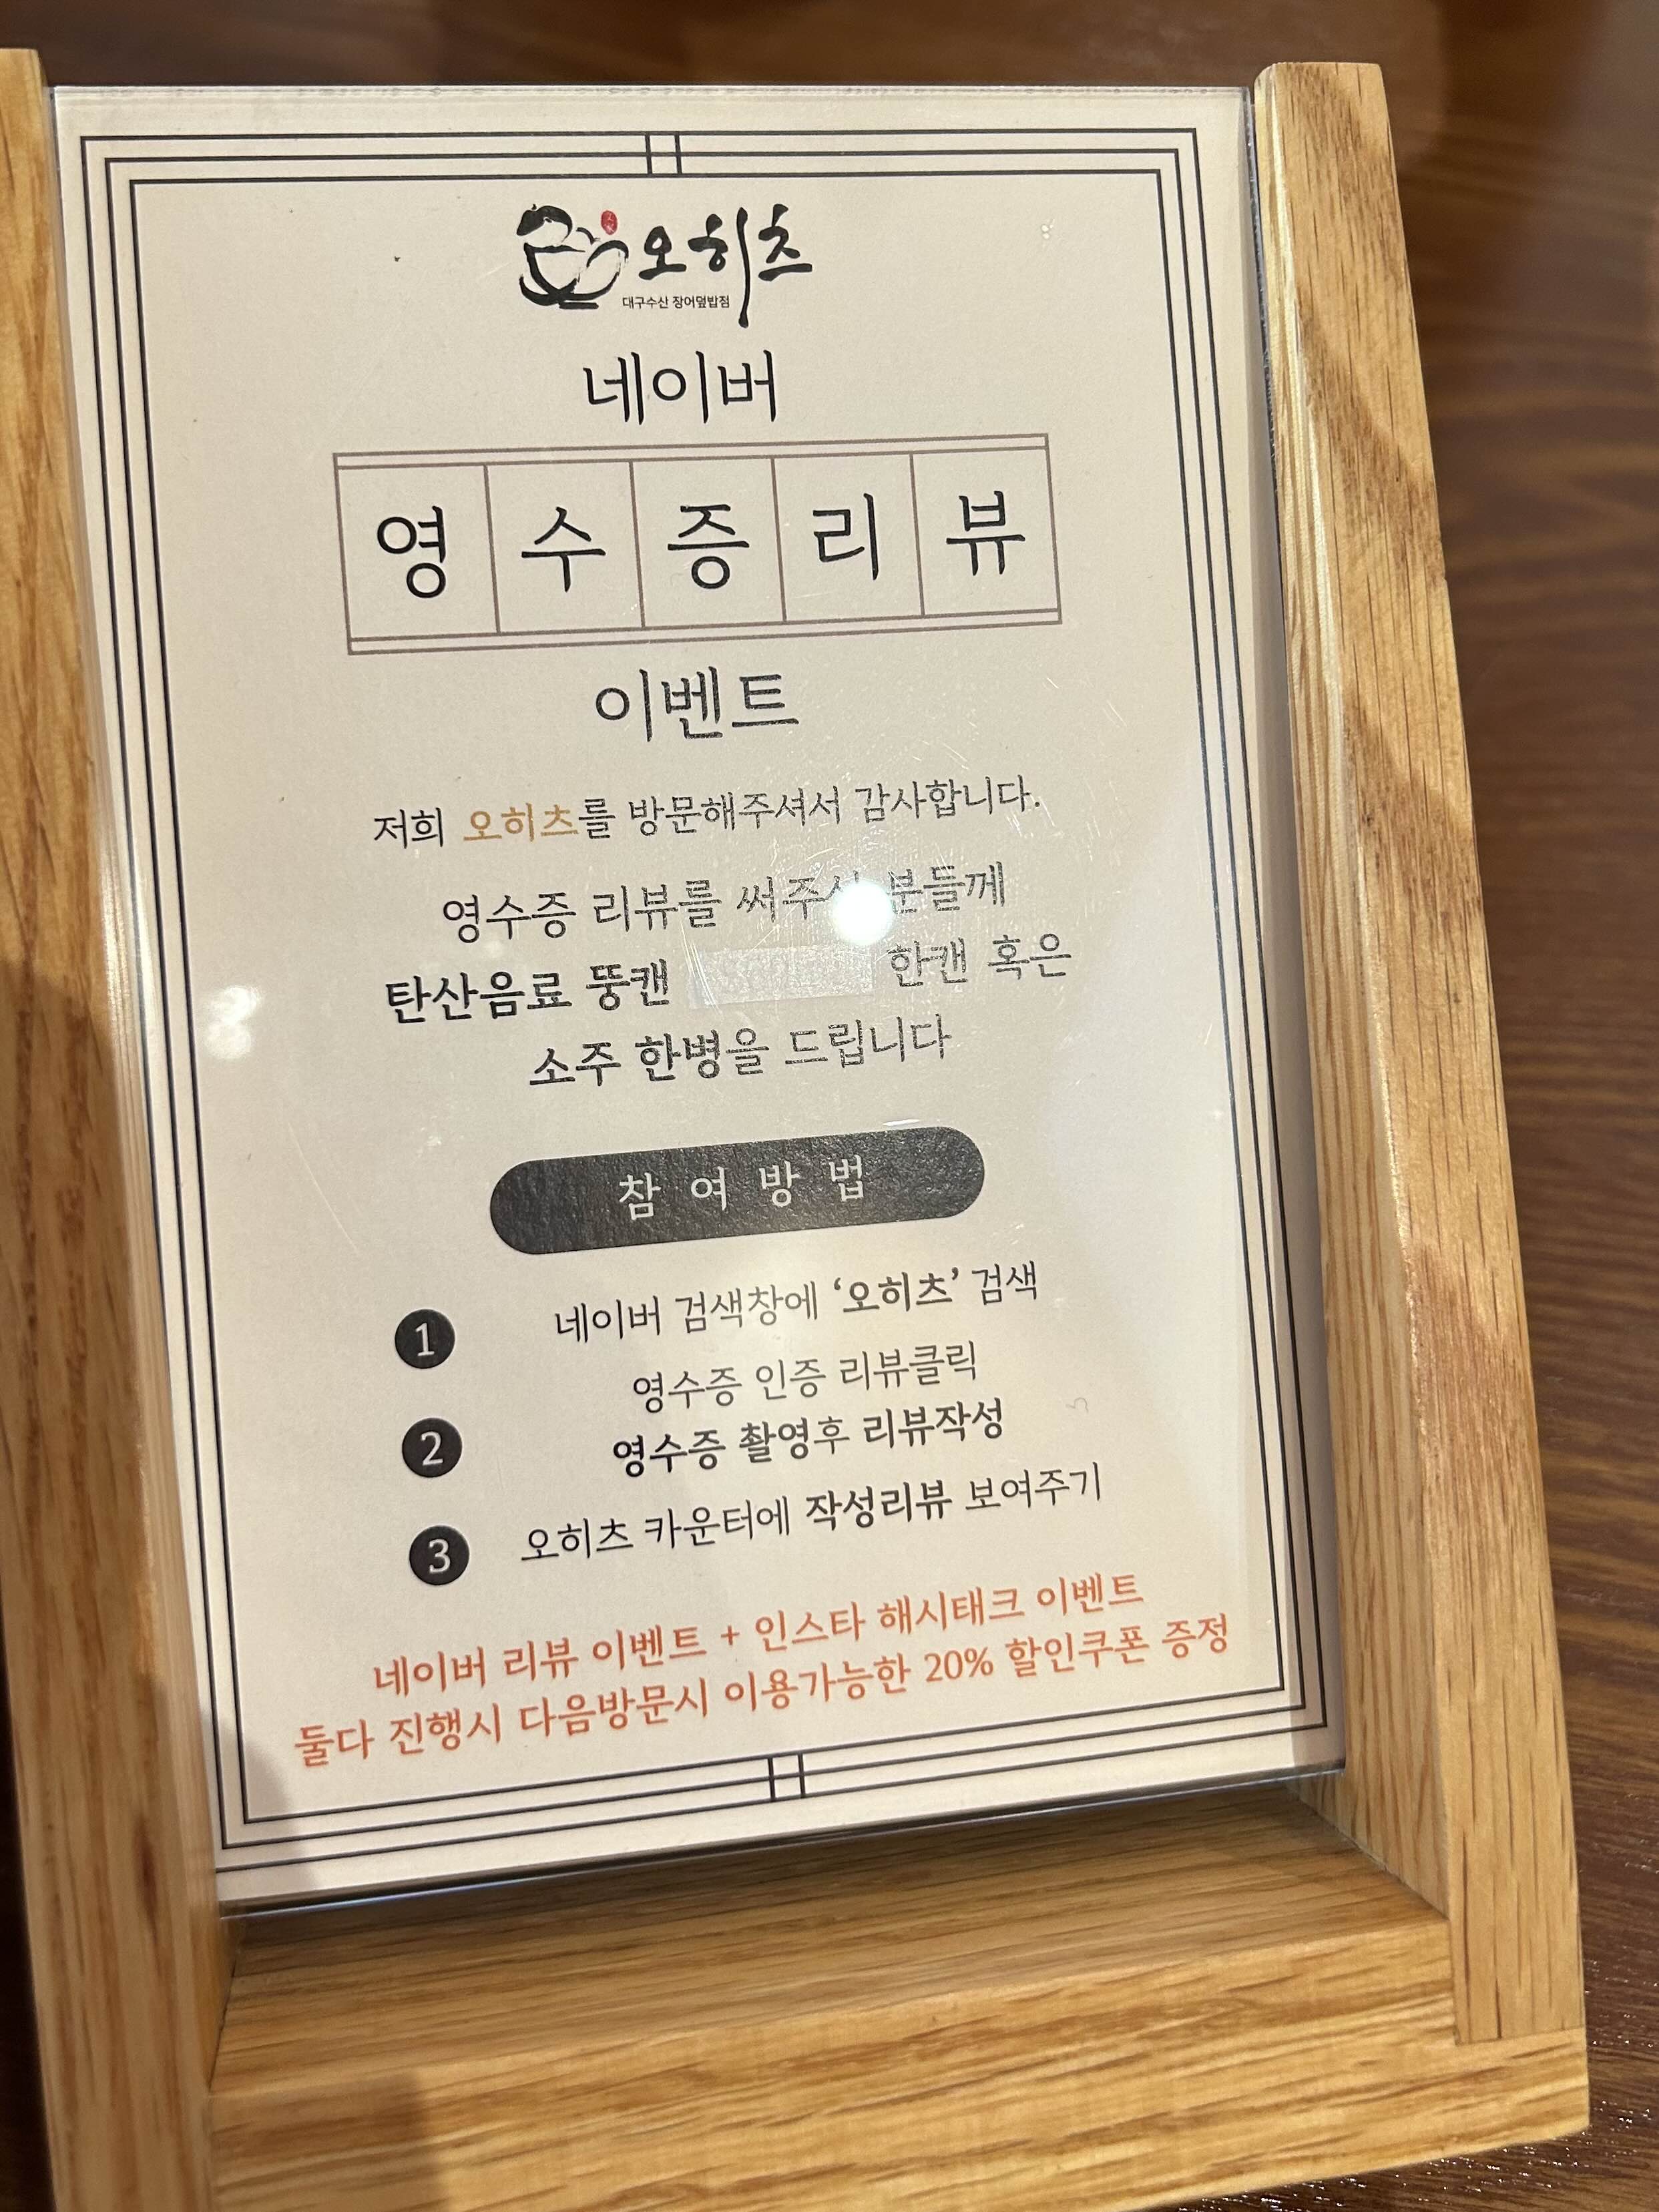 오히츠
대구수산 장어덮밥점
네이버
영수증리뷰
이벤트
저희 오히츠를 방문해주셔서 감사합니다.
영수증 리뷰를 써주신 분들께
탄산음료 뚱캔 한캔 혹은
소주 한병을 드립니다
참여방법
1 네이버 검색창에 ‘오히츠’ 검색
영수증 인증 리뷰클릭
2 영수증 촬영후 리뷰작성
3 오히츠 카운터에 작성리뷰 보여주기
네이버 리뷰 이벤트 + 인스타 해시태크 이벤트
둘다 진행시 다음방문시 이용가능한 20% 할인쿠폰 증정